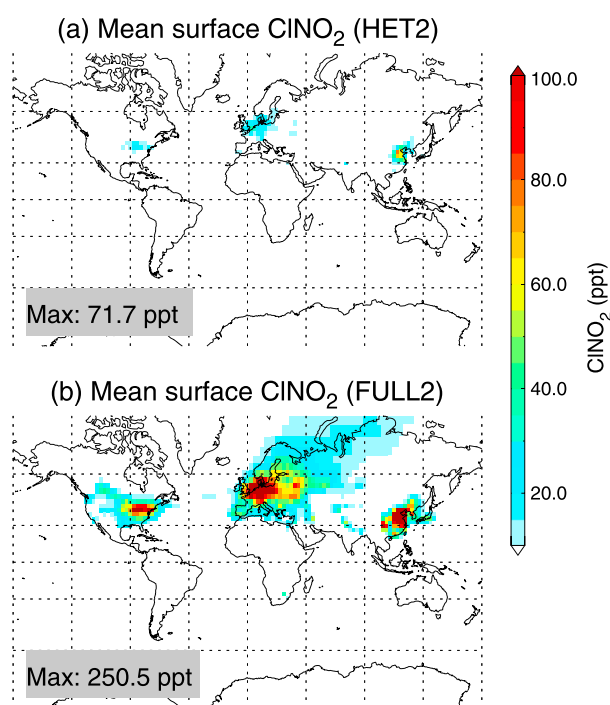 (a) Mean surface ClNO₂ (HET2)
Max: 71.7 ppt
(b) Mean surface ClNO₂ (FULL2)
Max: 250.5 ppt
100.0
80.0
60.0
40.0
20.0
ClNO₂ (ppt)